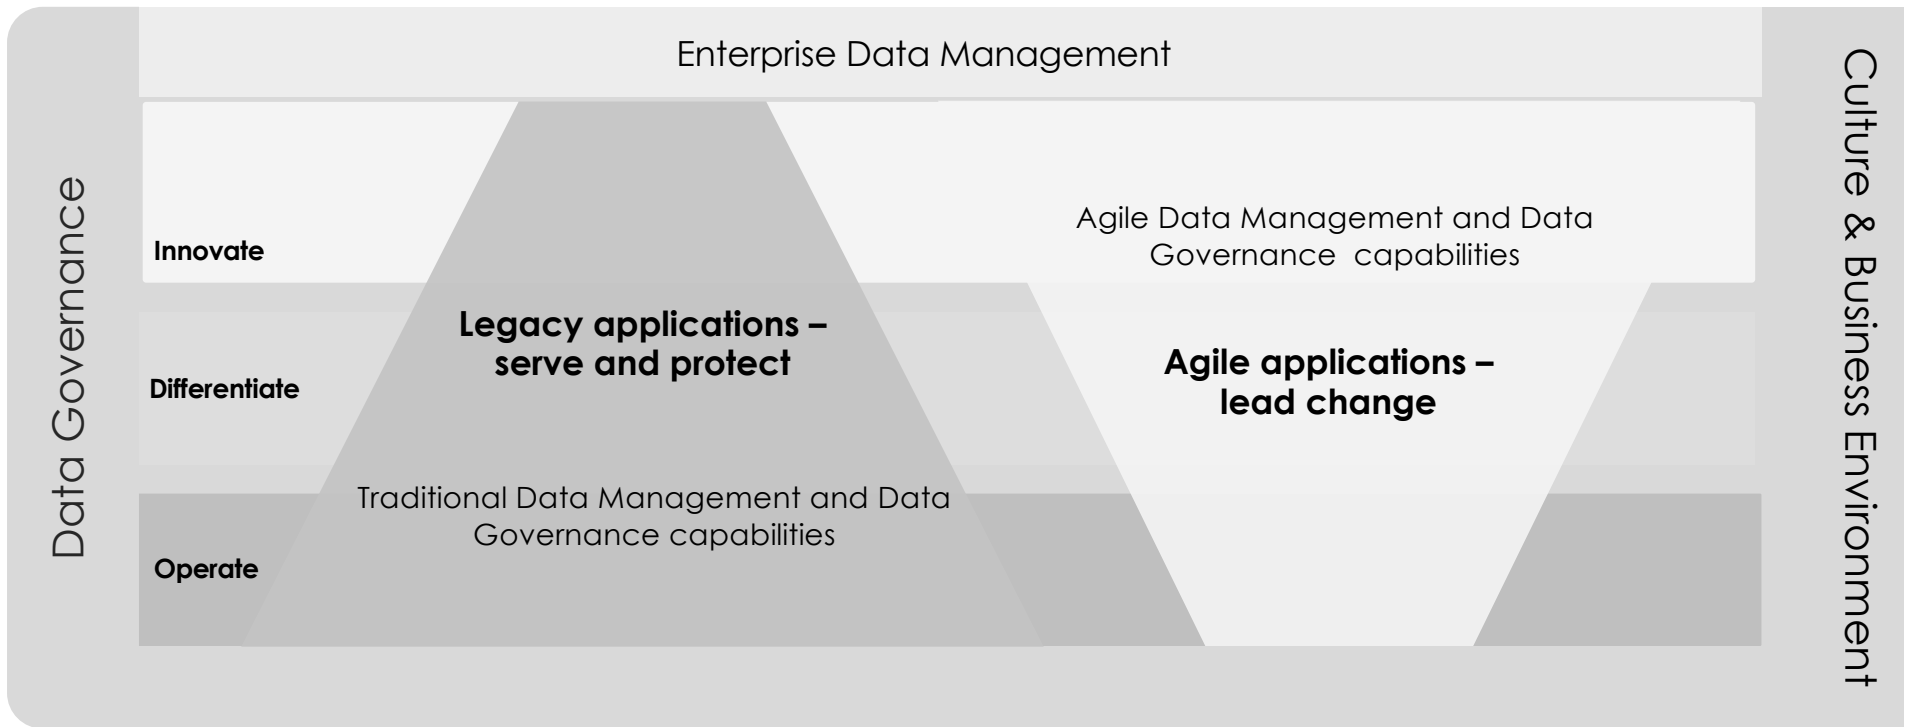 Enterprise Data Management
Data Governance
Culture & Business Environment
Innovate
Agile Data Management and Data
Governance capabilities
Legacy applications –
serve and protect
Differentiate
Agile applications –
lead change
Traditional Data Management and Data
Governance capabilities
Operate